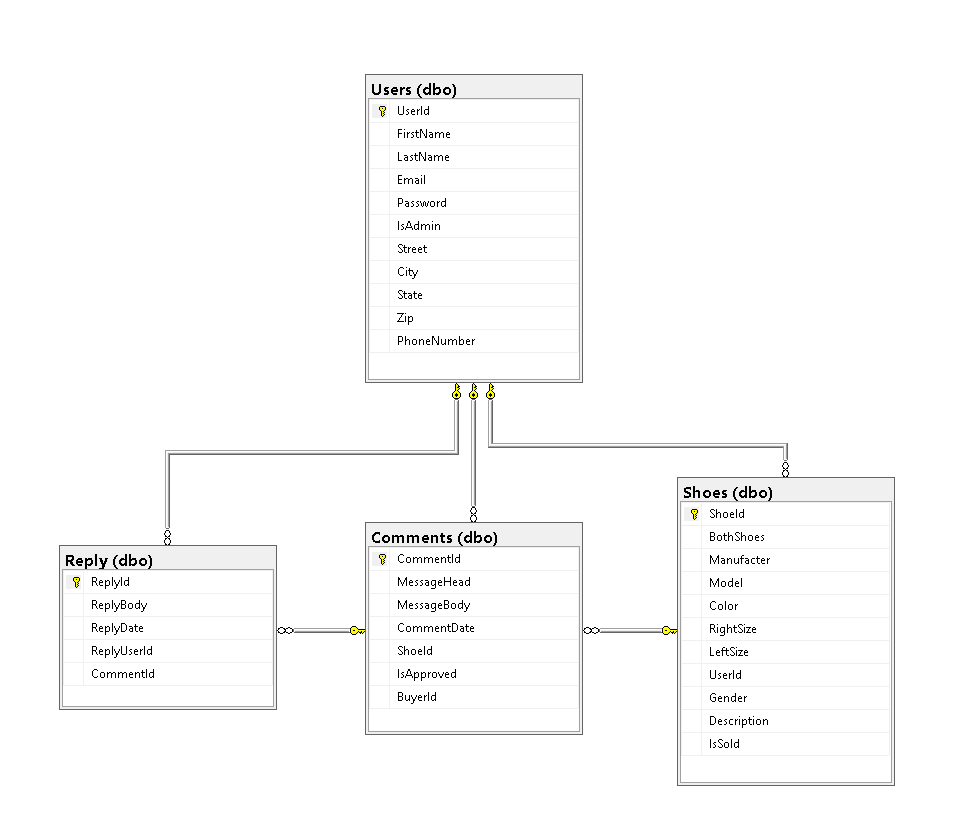 Users (dbo)
UserId
FirstName
LastName
Email
Password
IsAdmin
Street
City
State
Zip
PhoneNumber
Reply (dbo)
ReplyId
ReplyBody
ReplyDate
ReplyUserId
CommentId
Comments (dbo)
CommentId
MessageHead
MessageBody
CommentDate
ShoeId
IsApproved
BuyerId
Shoes (dbo)
ShoeId
BothShoes
Manufacter
Model
Color
RightSize
LeftSize
UserId
Gender
Description
IsSold